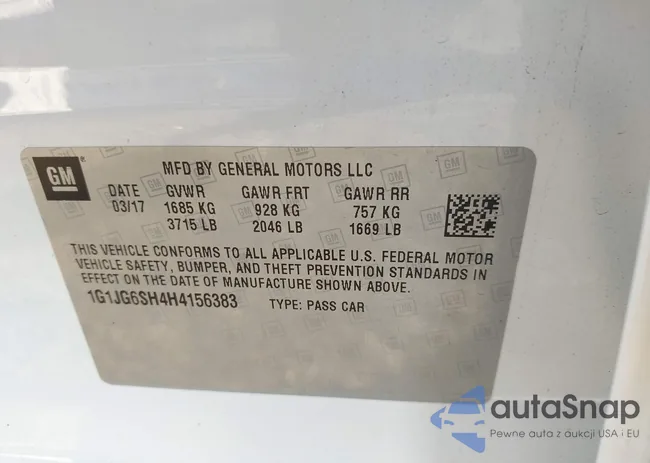 GM
MFD BY GENERAL MOTORS LLC
DATE GVWR GAWR FRT GAWR RR
03/17 1685 KG 928 KG 757 KG
3715 LB 2046 LB 1669 LB
THIS VEHICLE CONFORMS TO ALL APPLICABLE U.S. FEDERAL MOTOR
VEHICLE SAFETY, BUMPER, AND THEFT PREVENTION STANDARDS IN
EFFECT ON THE DATE OF MANUFACTURE SHOWN ABOVE.
1G1JG6SH4H4156383 TYPE: PASS CAR
autaSnap
Pewne auta z aukcji USA i EU